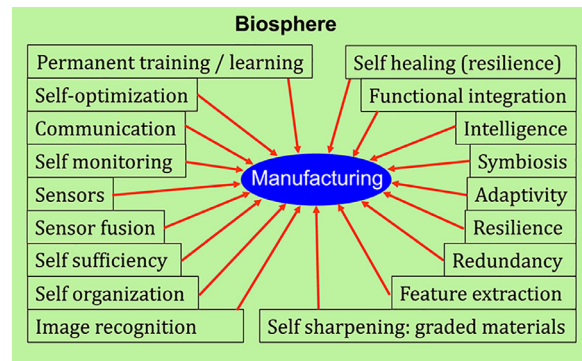 Biosphere
Permanent training / learning
Self-optimization
Communication
Self monitoring
Sensors
Sensor fusion
Self sufficiency
Self organization
Image recognition
Manufacturing
Self healing (resilience)
Functional integration
Intelligence
Symbiosis
Adaptivity
Resilience
Redundancy
Feature extraction
Self sharpening: graded materials